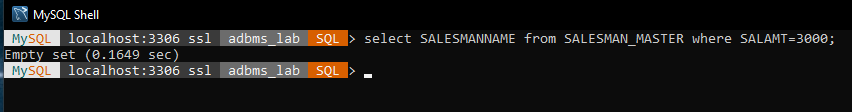 MySQL Shell
MySQL localhost:3306 ssl adbms_lab SQL > select SALESMANNAME from SALESMAN_MASTER where SALAMT=3000;
Empty set (0.1649 sec)
MySQL localhost:3306 ssl adbms_lab SQL >